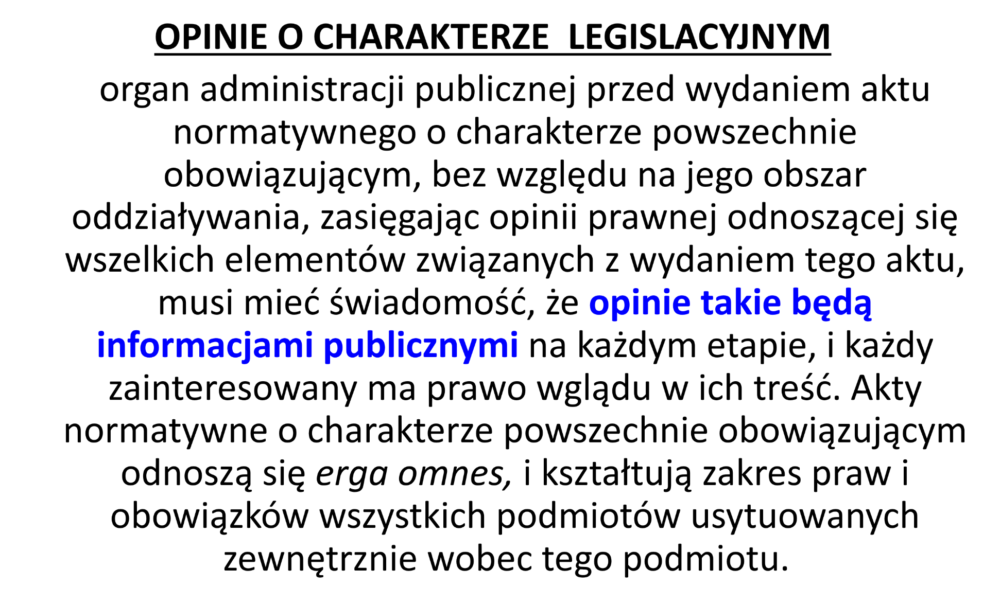 OPINIE O CHARAKTERZE  LEGISLACYJNYM
organ administracji publicznej przed wydaniem aktu
normatywnego o charakterze powszechnie
obowiązującym, bez względu na jego obszar
oddziaływania, zasięgając opinii prawnej odnoszącej się
wszelkich elementów związanych z wydaniem tego aktu,
musi mieć świadomość, że opinie takie będą
informacjami publicznymi na każdym etapie, i każdy
zainteresowany ma prawo wglądu w ich treść. Akty
normatywne o charakterze powszechnie obowiązującym
odnoszą się erga omnes, i kształtują zakres praw i
obowiązków wszystkich podmiotów usytuowanych
zewnętrznie wobec tego podmiotu.